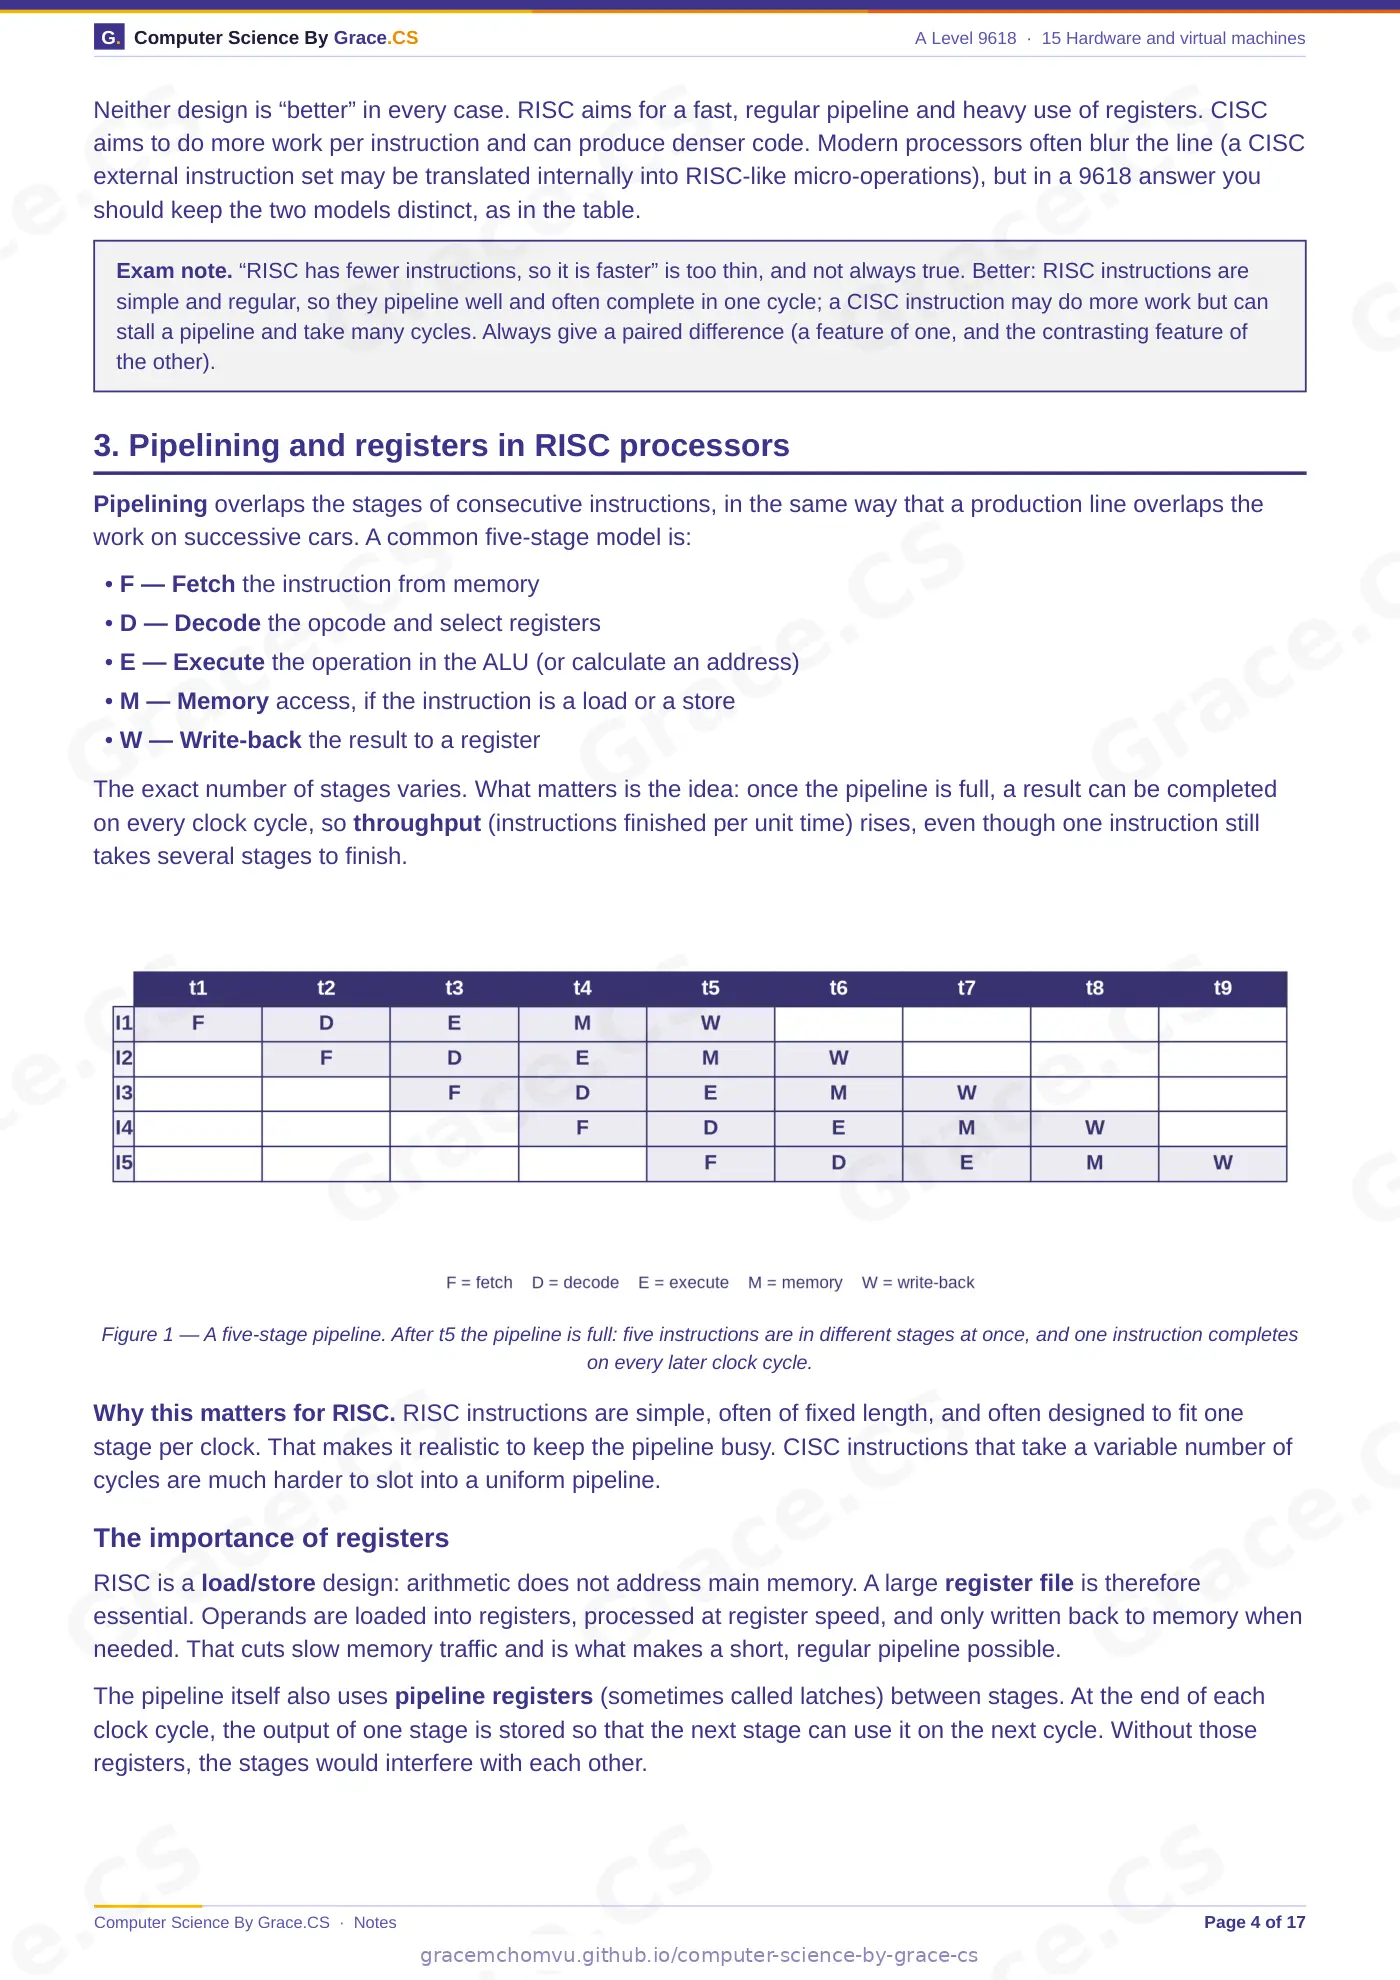 G. Computer Science By Grace.CS
A Level 9618 · 15 Hardware and virtual machines
Neither design is “better” in every case. RISC aims for a fast, regular pipeline and heavy use of registers. CISC
aims to do more work per instruction and can produce denser code. Modern processors often blur the line (a CISC
external instruction set may be translated internally into RISC-like micro-operations), but in a 9618 answer you
should keep the two models distinct, as in the table.
Exam note. “RISC has fewer instructions, so it is faster” is too thin, and not always true. Better: RISC instructions are
simple and regular, so they pipeline well and often complete in one cycle; a CISC instruction may do more work but can
stall a pipeline and take many cycles. Always give a paired difference (a feature of one, and the contrasting feature of
the other).
3. Pipelining and registers in RISC processors
Pipelining overlaps the stages of consecutive instructions, in the same way that a production line overlaps the
work on successive cars. A common five-stage model is:
• F — Fetch the instruction from memory
• D — Decode the opcode and select registers
• E — Execute the operation in the ALU (or calculate an address)
• M — Memory access, if the instruction is a load or a store
• W — Write-back the result to a register
The exact number of stages varies. What matters is the idea: once the pipeline is full, a result can be completed
on every clock cycle, so throughput (instructions finished per unit time) rises, even though one instruction still
takes several stages to finish.
t1 t2 t3 t4 t5 t6 t7 t8 t9
I1 F D E M W
I2 F D E M W
I3 F D E M W
I4 F D E M W
I5 F D E M W
F = fetch D = decode E = execute M = memory W = write-back
Figure 1 — A five-stage pipeline. After t5 the pipeline is full: five instructions are in different stages at once, and one instruction completes
on every later clock cycle.
Why this matters for RISC. RISC instructions are simple, often of fixed length, and often designed to fit one
stage per clock. That makes it realistic to keep the pipeline busy. CISC instructions that take a variable number of
cycles are much harder to slot into a uniform pipeline.
The importance of registers
RISC is a load/store design: arithmetic does not address main memory. A large register file is therefore
essential. Operands are loaded into registers, processed at register speed, and only written back to memory when
needed. That cuts slow memory traffic and is what makes a short, regular pipeline possible.
The pipeline itself also uses pipeline registers (sometimes called latches) between stages. At the end of each
clock cycle, the output of one stage is stored so that the next stage can use it on the next cycle. Without those
registers, the stages would interfere with each other.
Computer Science By Grace.CS · Notes
Page 4 of 17
gracemchomvu.github.io/computer-science-by-grace-cs